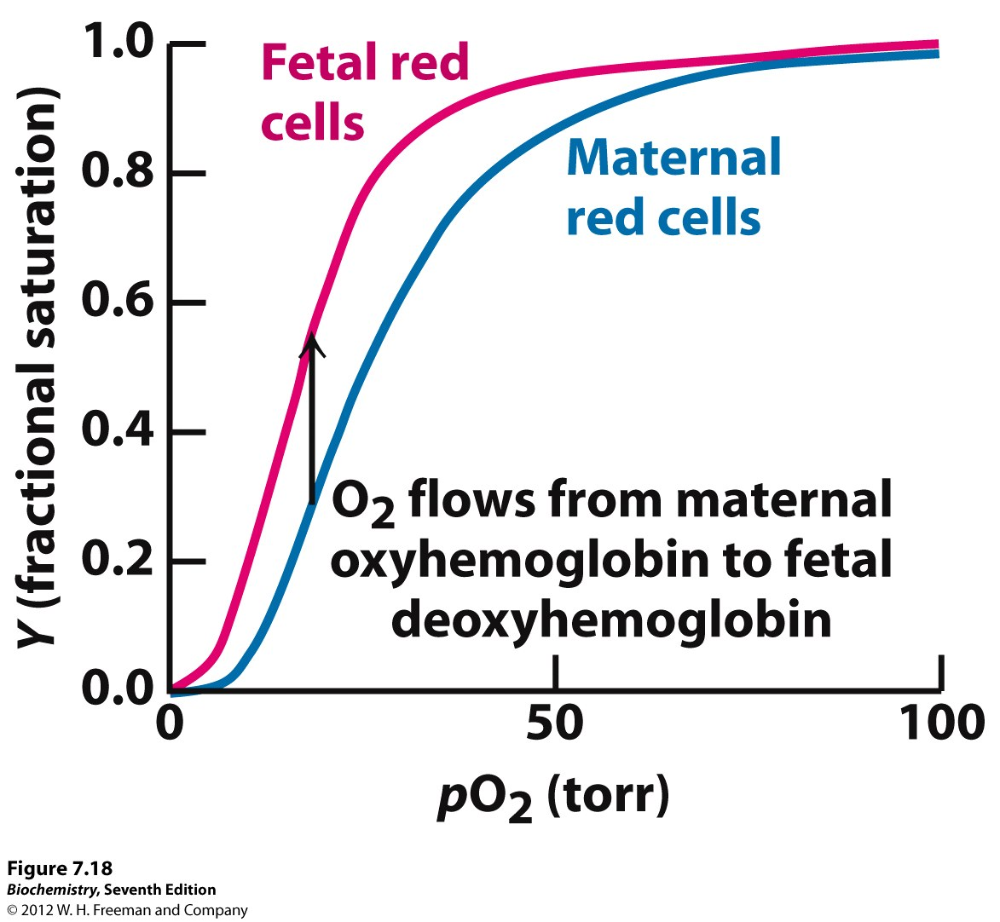 1.0
0.8
0.6
0.4
0.2
0.0
Y (fractional saturation)
Fetal red
cells
Maternal
red cells
O₂ flows from maternal
oxyhemoglobin to fetal
deoxyhemoglobin
0
50
100
pO₂ (torr)
Figure 7.18
Biochemistry, Seventh Edition
© 2012 W. H. Freeman and Company